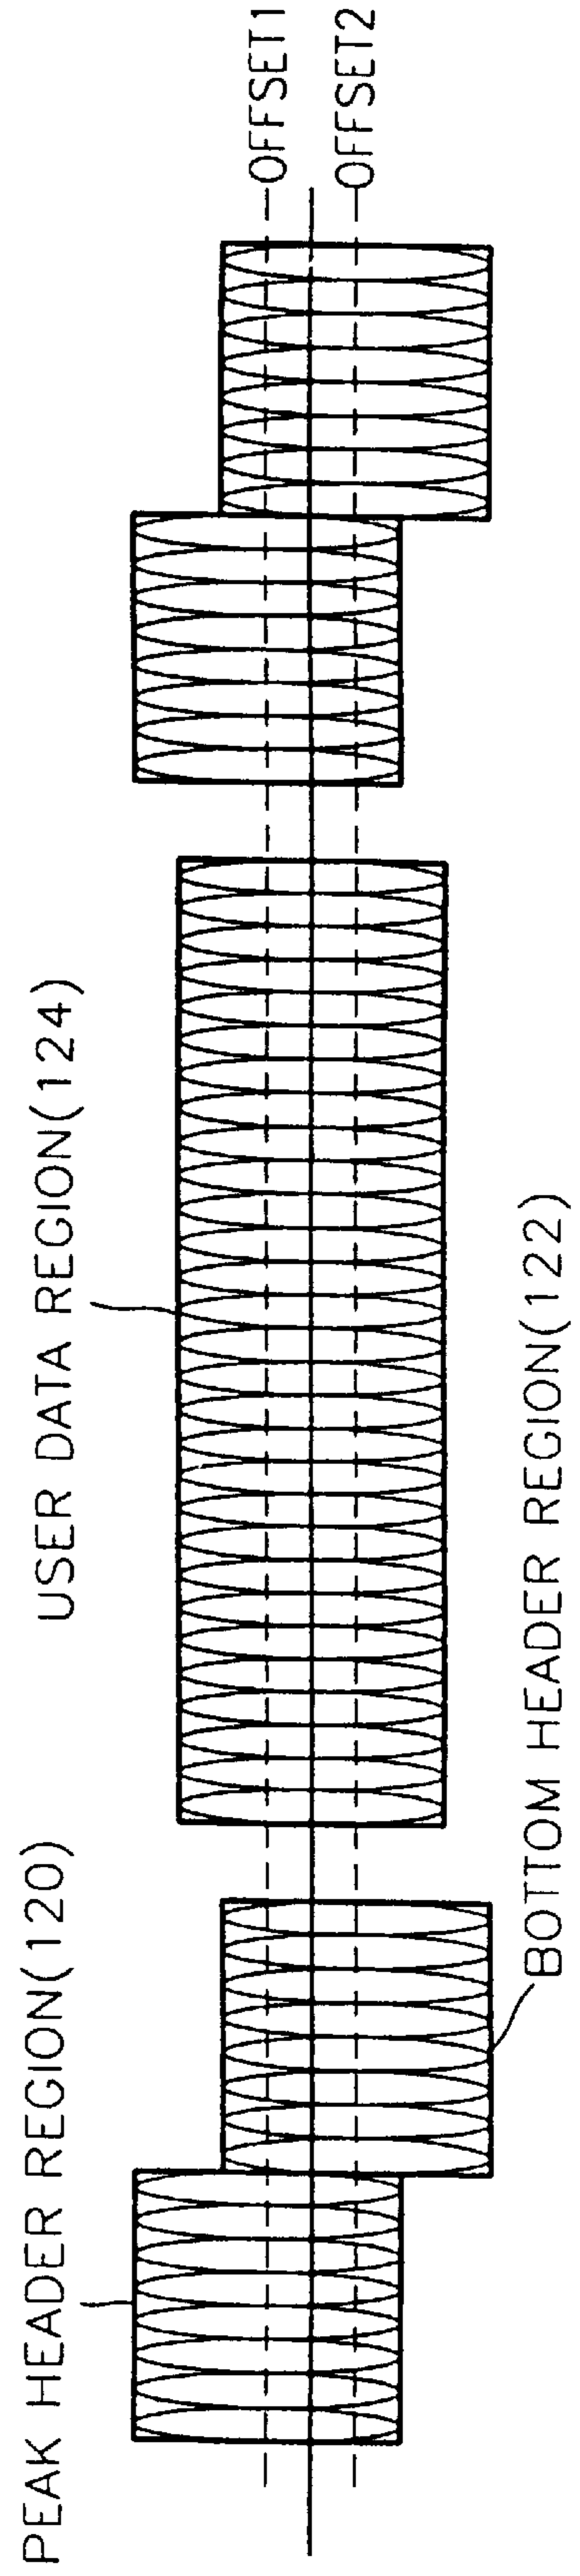 PEAK HEADER REGION(120)
USER DATA REGION(124)
BOTTOM HEADER REGION(122)
OFFSET1
OFFSET2